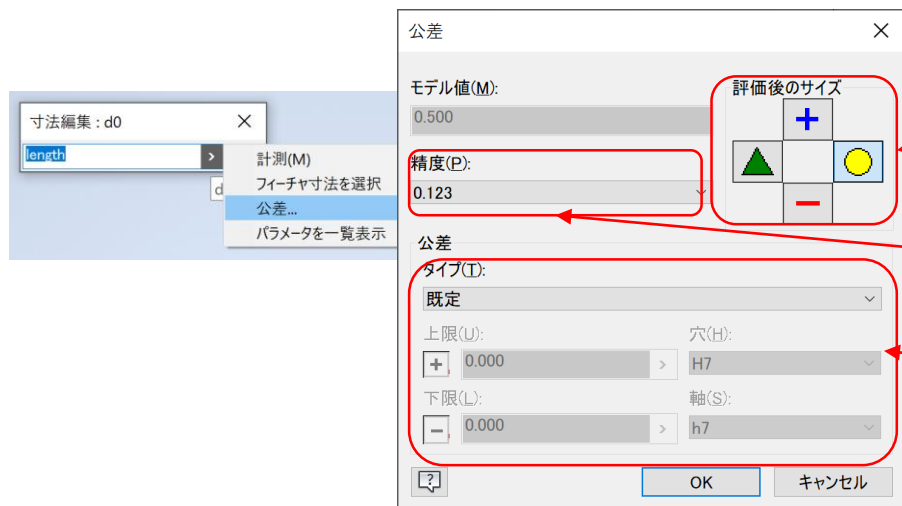 寸法編集 : d0
length
計測(M)
フィーチャ寸法を選択
公差...
パラメータを一覧表示
d
公差
モデル値(M):
0.500
評価後のサイズ
精度(P):
0.123
公差
タイプ(T):
既定
上限(U):
穴(H):
0.000
H7
下限(L):
軸(S):
0.000
h7
OK
キャンセル